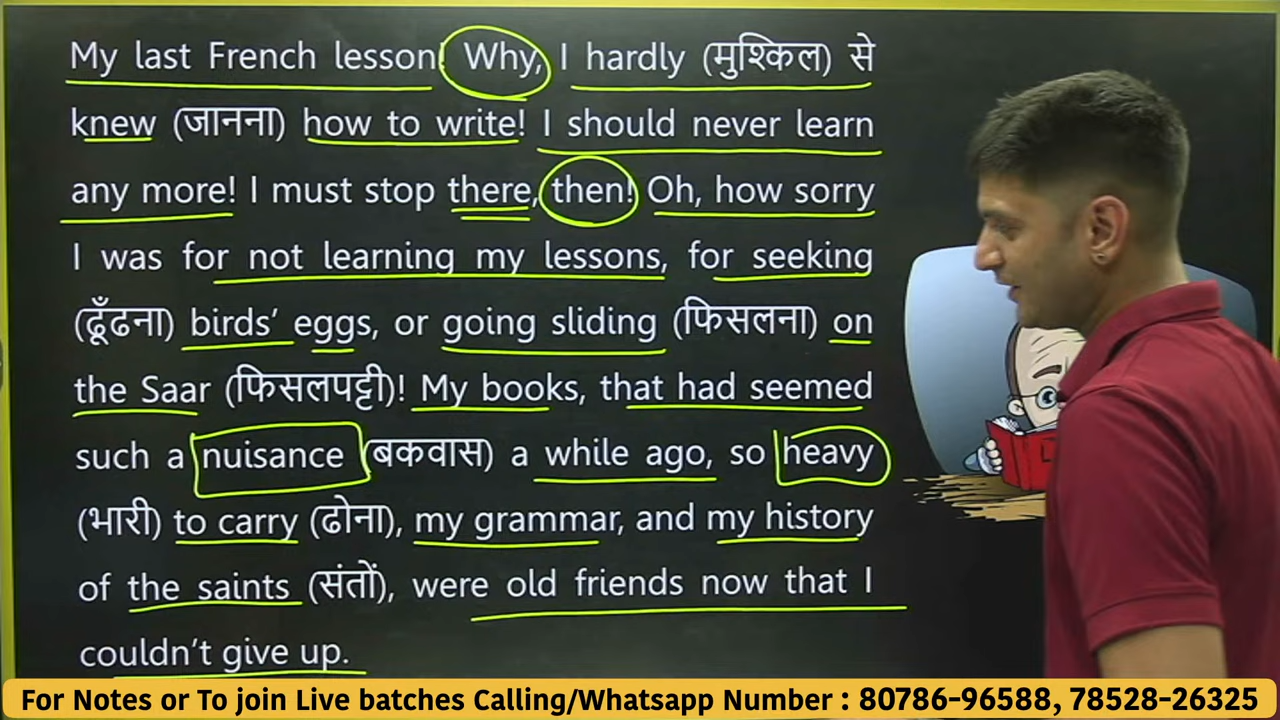 My last French lesson! Why, I hardly (मुश्किल) से
knew (जानना) how to write! I should never learn
any more! I must stop there, then! Oh, how sorry
I was for not learning my lessons, for seeking
(ढूँढना) birds’ eggs, or going sliding (फिसलना) on
the Saar (फिसलपट्टी)! My books, that had seemed
such a nuisance (बकवास) a while ago, so heavy
(भारी) to carry (ढोना), my grammar, and my history
of the saints (संतों), were old friends now that I
couldn’t give up.
For Notes or To join Live batches Calling/Whatsapp Number : 80786-96588, 78528-26325